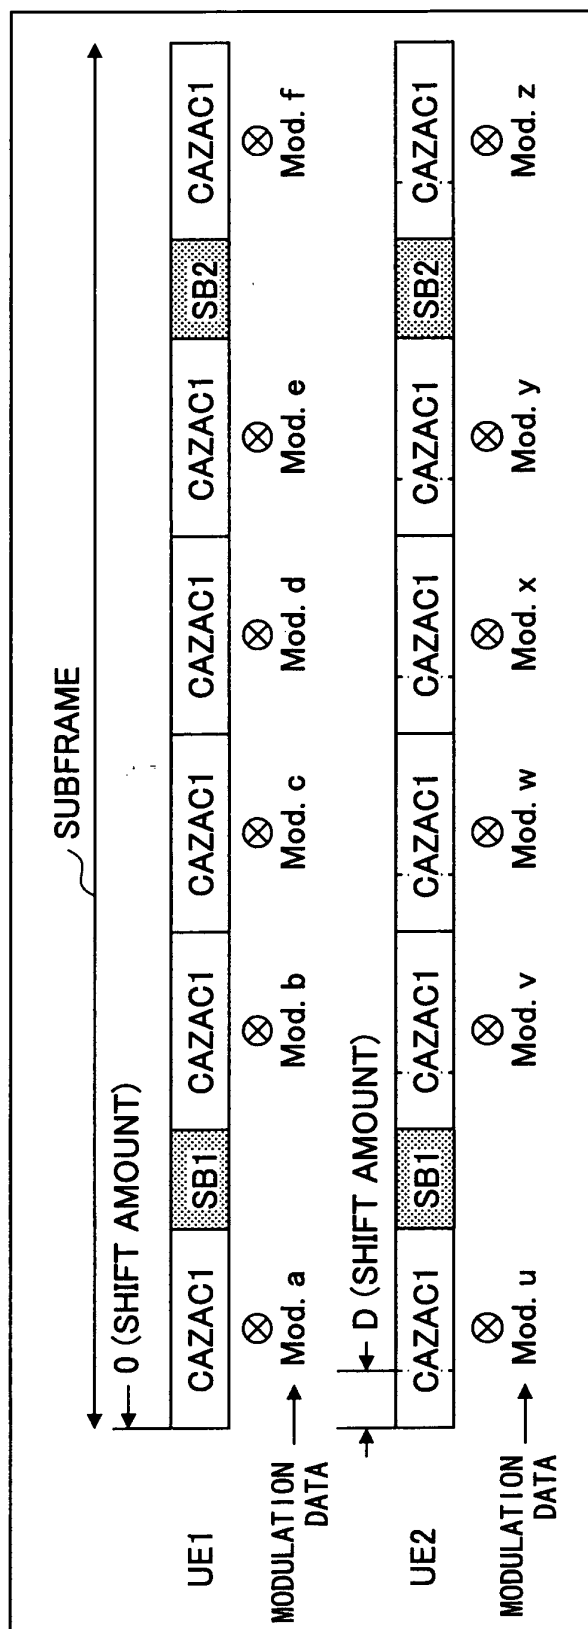 SUBFRAME
0 (SHIFT AMOUNT)
UE1
CAZAC1 SB1 CAZAC1 CAZAC1 CAZAC1 CAZAC1 SB2 CAZAC1
MODULATION
DATA
Mod. a Mod. b Mod. c Mod. d Mod. e Mod. f
D (SHIFT AMOUNT)
UE2
CAZAC1 SB1 CAZAC1 CAZAC1 CAZAC1 CAZAC1 SB2 CAZAC1
MODULATION
DATA
Mod. u Mod. v Mod. w Mod. x Mod. y Mod. z